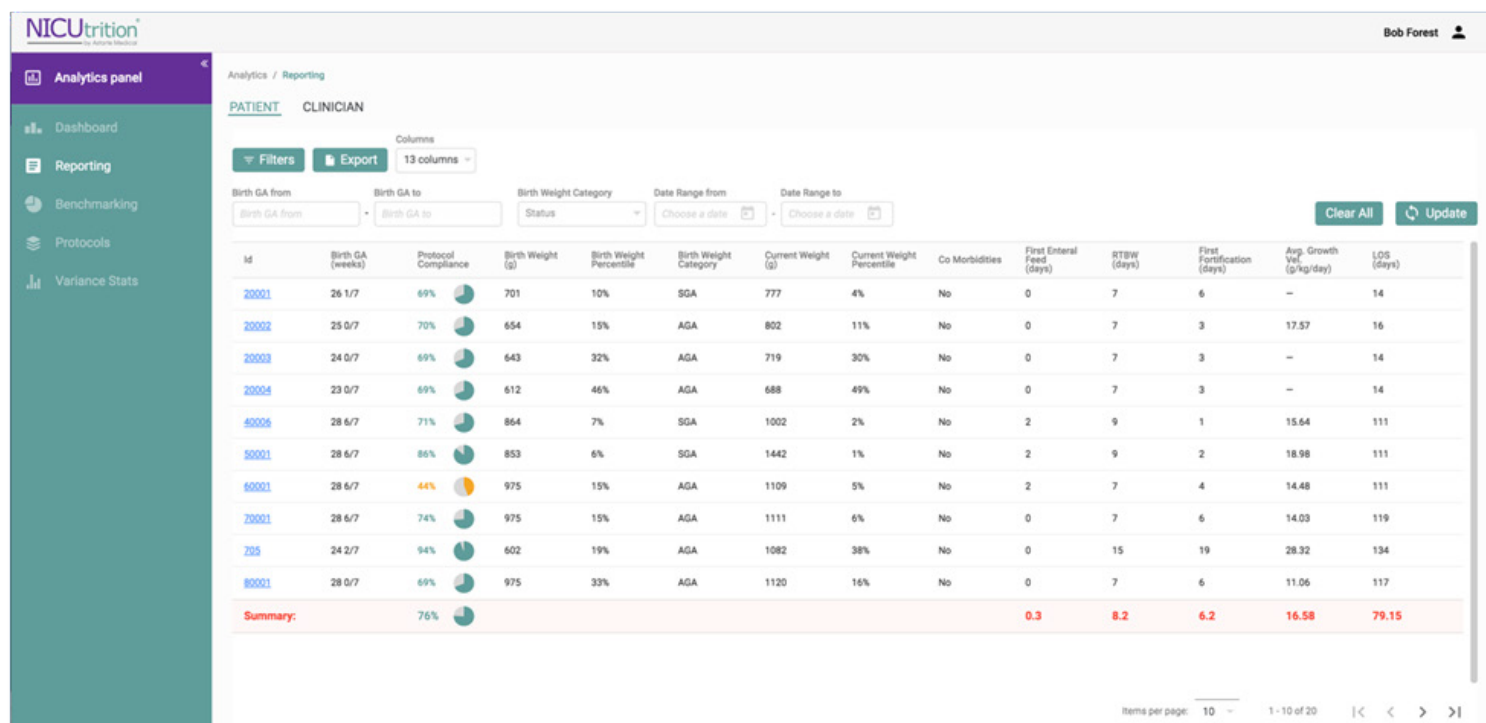 NICUtrition®
by Astarte Medical
Bob Forest
Analytics panel
«
Dashboard
Reporting
Benchmarking
Protocols
Variance Stats
Analytics / Reporting
PATIENT CLINICIAN
Columns
Filters Export 13 columns
Birth GA from Birth GA to Birth Weight Category Date Range from Date Range to
Birth GA from - Birth GA to Status Choose a date - Choose a date Clear All Update
Id Birth GA (weeks) Protocol Compliance Birth Weight (g) Birth Weight Percentile Birth Weight Category Current Weight (g) Current Weight Percentile Co Morbidities First Enteral Feed (days) RTBW (days) First Fortification (days) Avg. Growth Vel. (g/kg/day) LOS (days)
20001 26 1/7 69% 701 10% SGA 777 4% No 0 7 6 — 14
20002 25 0/7 70% 654 15% AGA 802 11% No 0 7 3 17.57 16
20003 24 0/7 69% 643 32% AGA 719 30% No 0 7 3 — 14
20004 23 0/7 69% 612 46% AGA 688 49% No 0 7 3 — 14
40006 28 6/7 71% 864 7% SGA 1002 2% No 2 9 1 15.64 111
50001 28 6/7 86% 853 6% SGA 1442 1% No 2 9 2 18.98 111
60001 28 6/7 44% 975 15% AGA 1109 5% No 2 7 4 14.48 111
70001 28 6/7 74% 975 15% AGA 1111 6% No 0 7 6 14.03 119
705 24 2/7 94% 602 19% AGA 1082 38% No 0 15 19 28.32 134
80001 28 0/7 69% 975 33% AGA 1120 16% No 0 7 6 11.06 117
Summary: 76% 0.3 8.2 6.2 16.58 79.15
Items per page: 10 1 - 10 of 20 |< < > >|